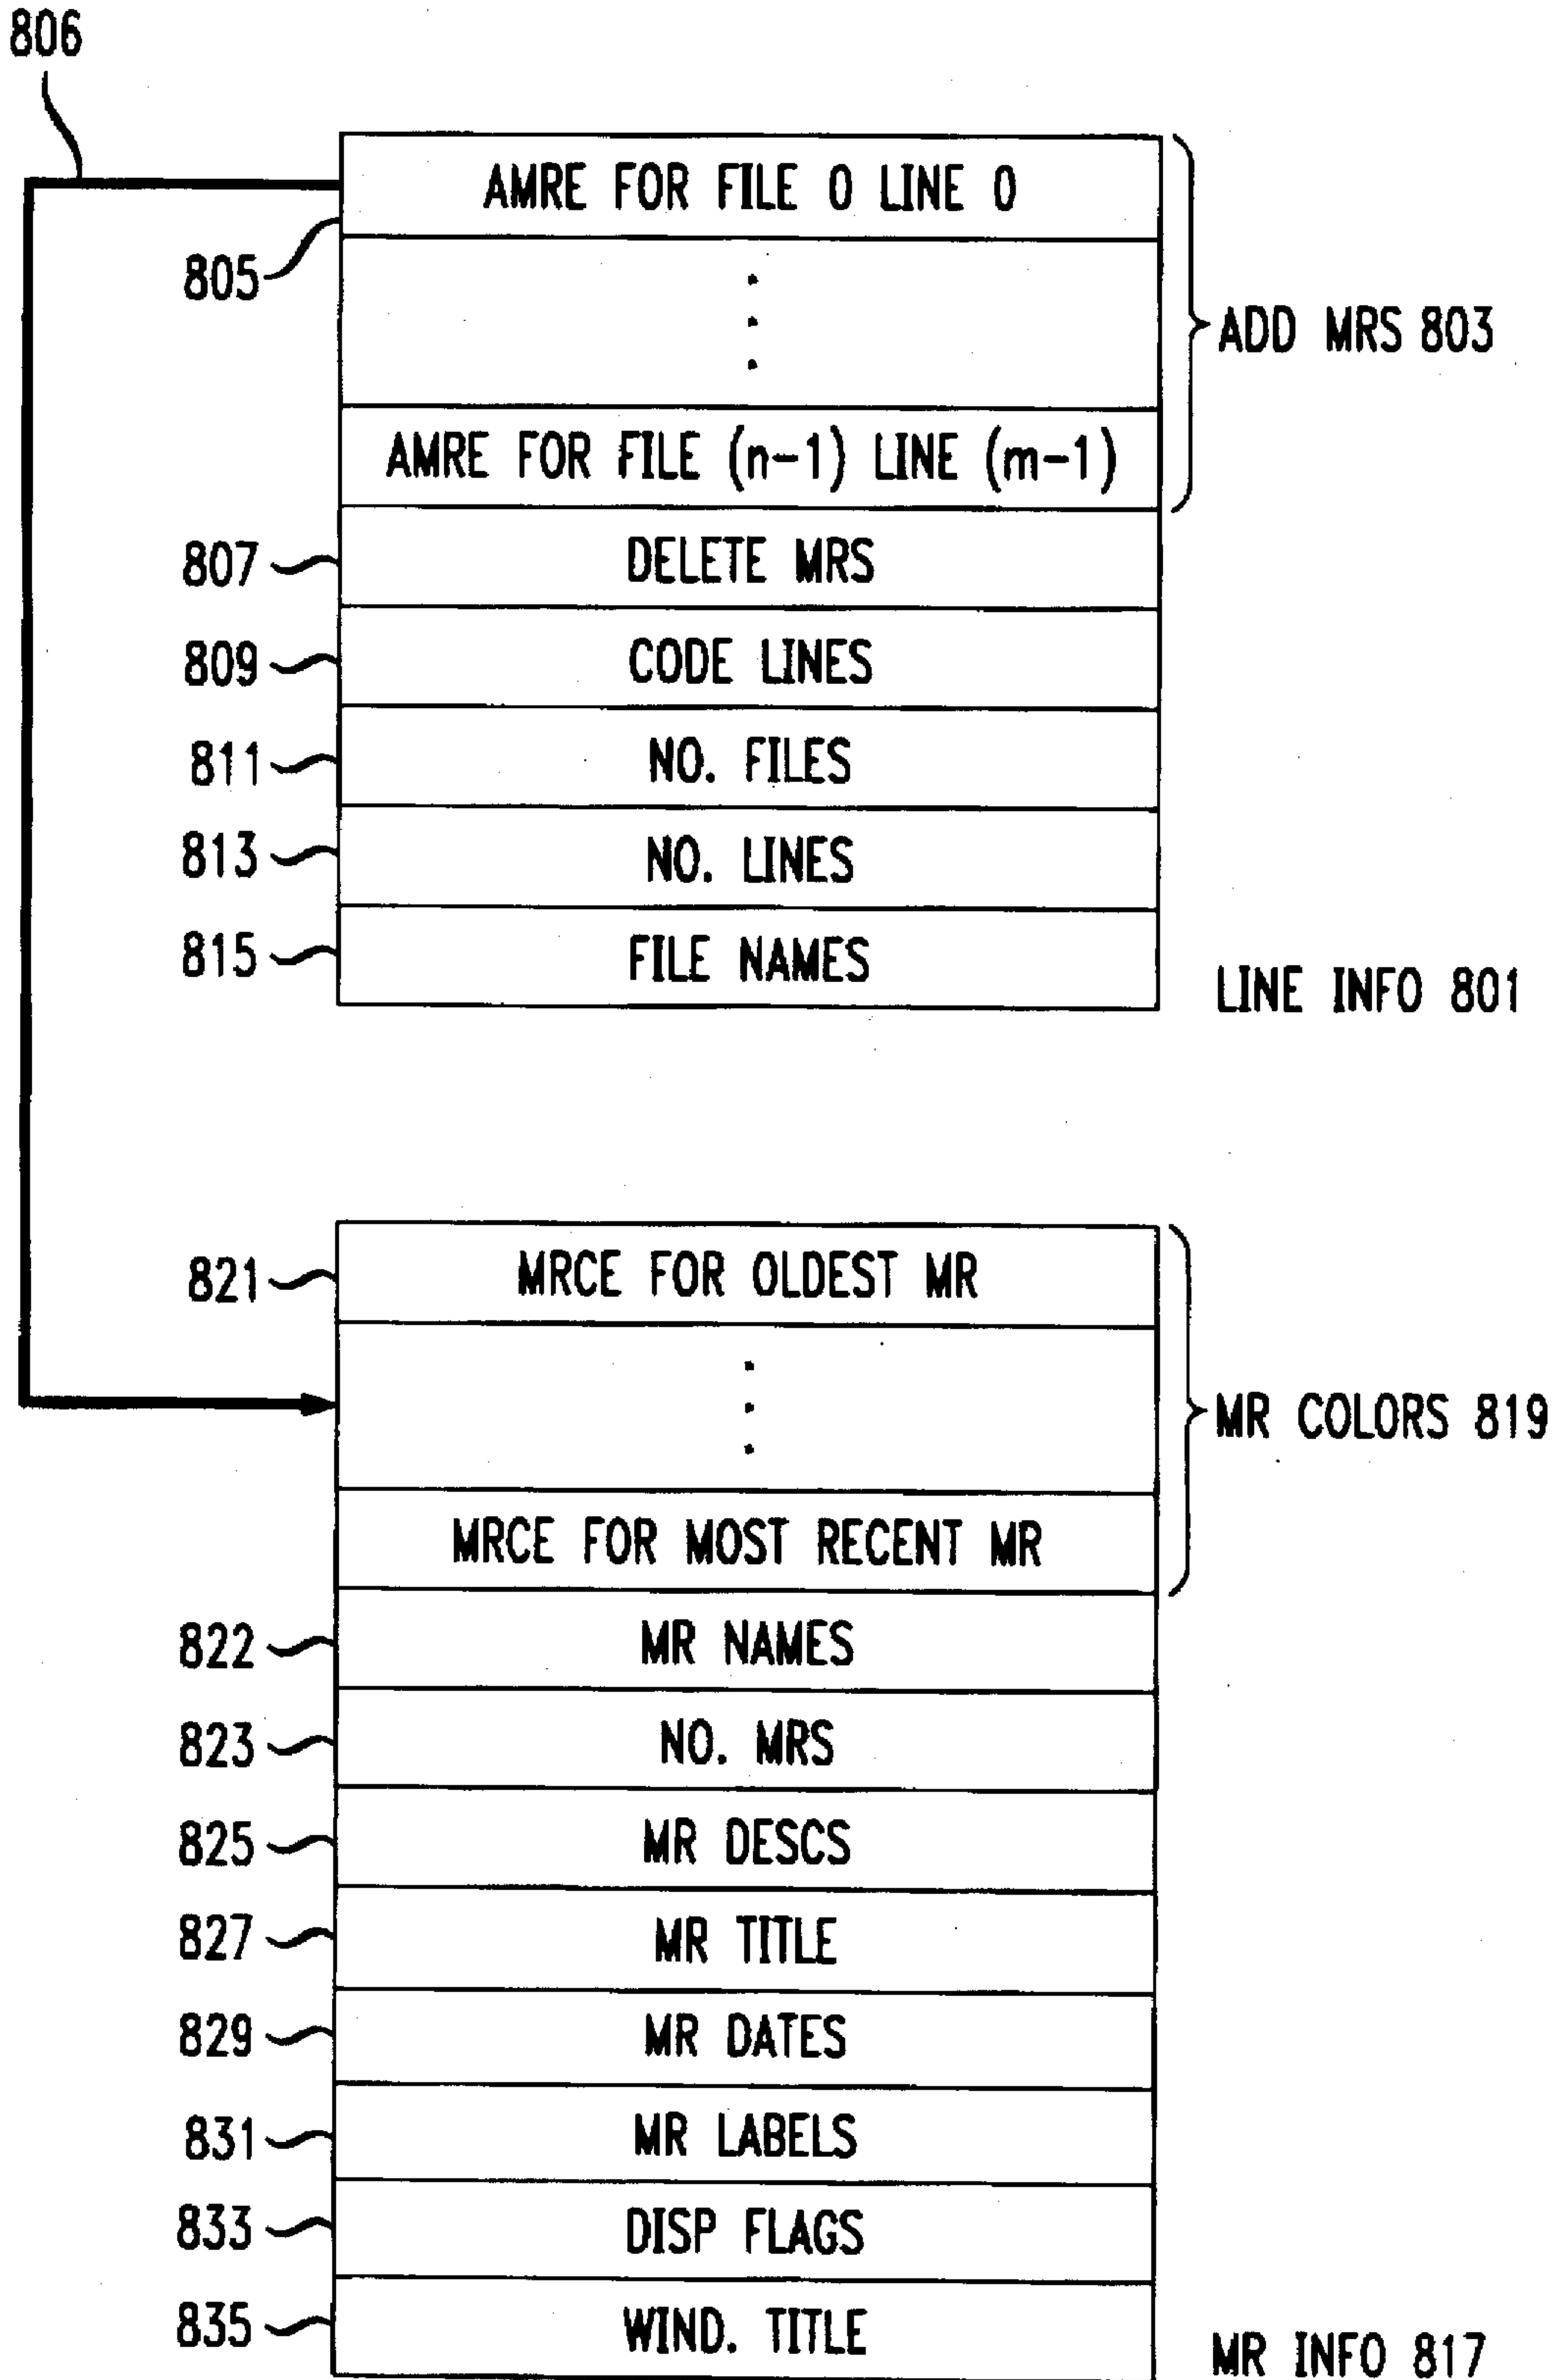 806
AMRE FOR FILE 0 LINE 0
805
ADD MRS 803
AMRE FOR FILE (n-1) LINE (m-1)
807 DELETE MRS
809 CODE LINES
811 NO. FILES
813 NO. LINES
815 FILE NAMES
LINE INFO 801
821 MRCE FOR OLDEST MR
MR COLORS 819
MRCE FOR MOST RECENT MR
822 MR NAMES
823 NO. MRS
825 MR DESCS
827 MR TITLE
829 MR DATES
831 MR LABELS
833 DISP FLAGS
835 WIND. TITLE
MR INFO 817